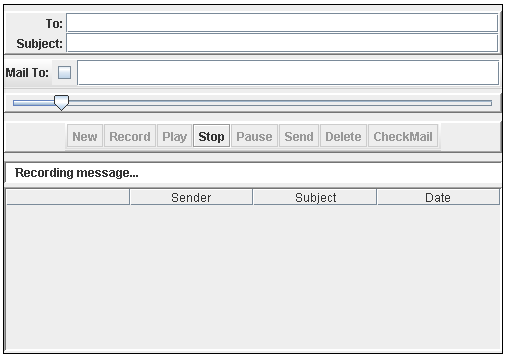 To:
Subject:
Mail To:
New Record Play Stop Pause Send Delete CheckMail
Recording message...
Sender Subject Date